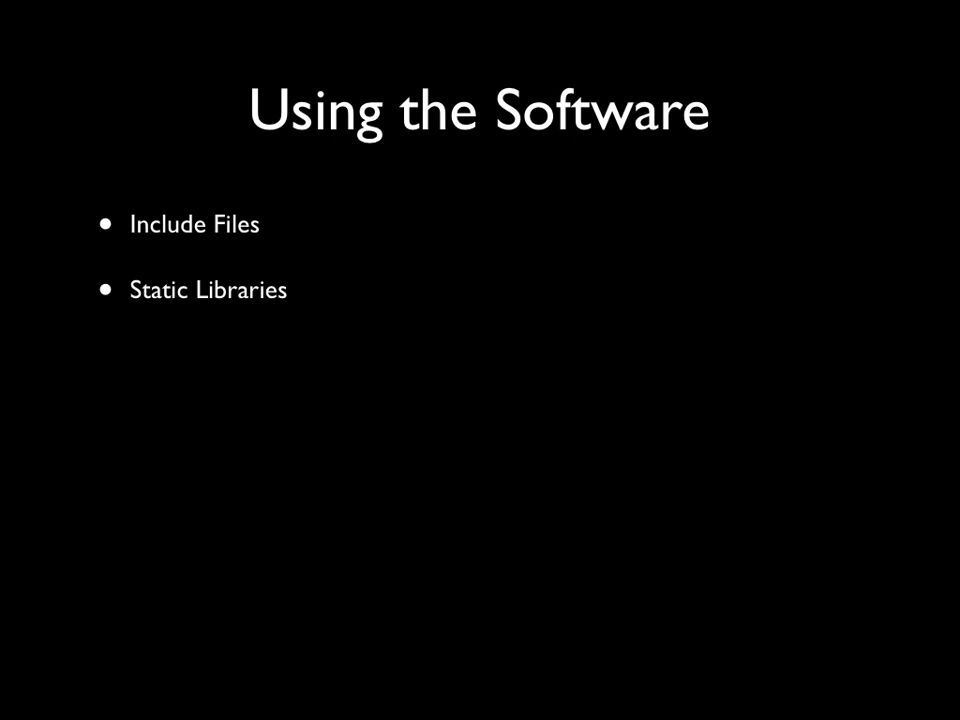 Using the Software
• Include Files
• Static Libraries